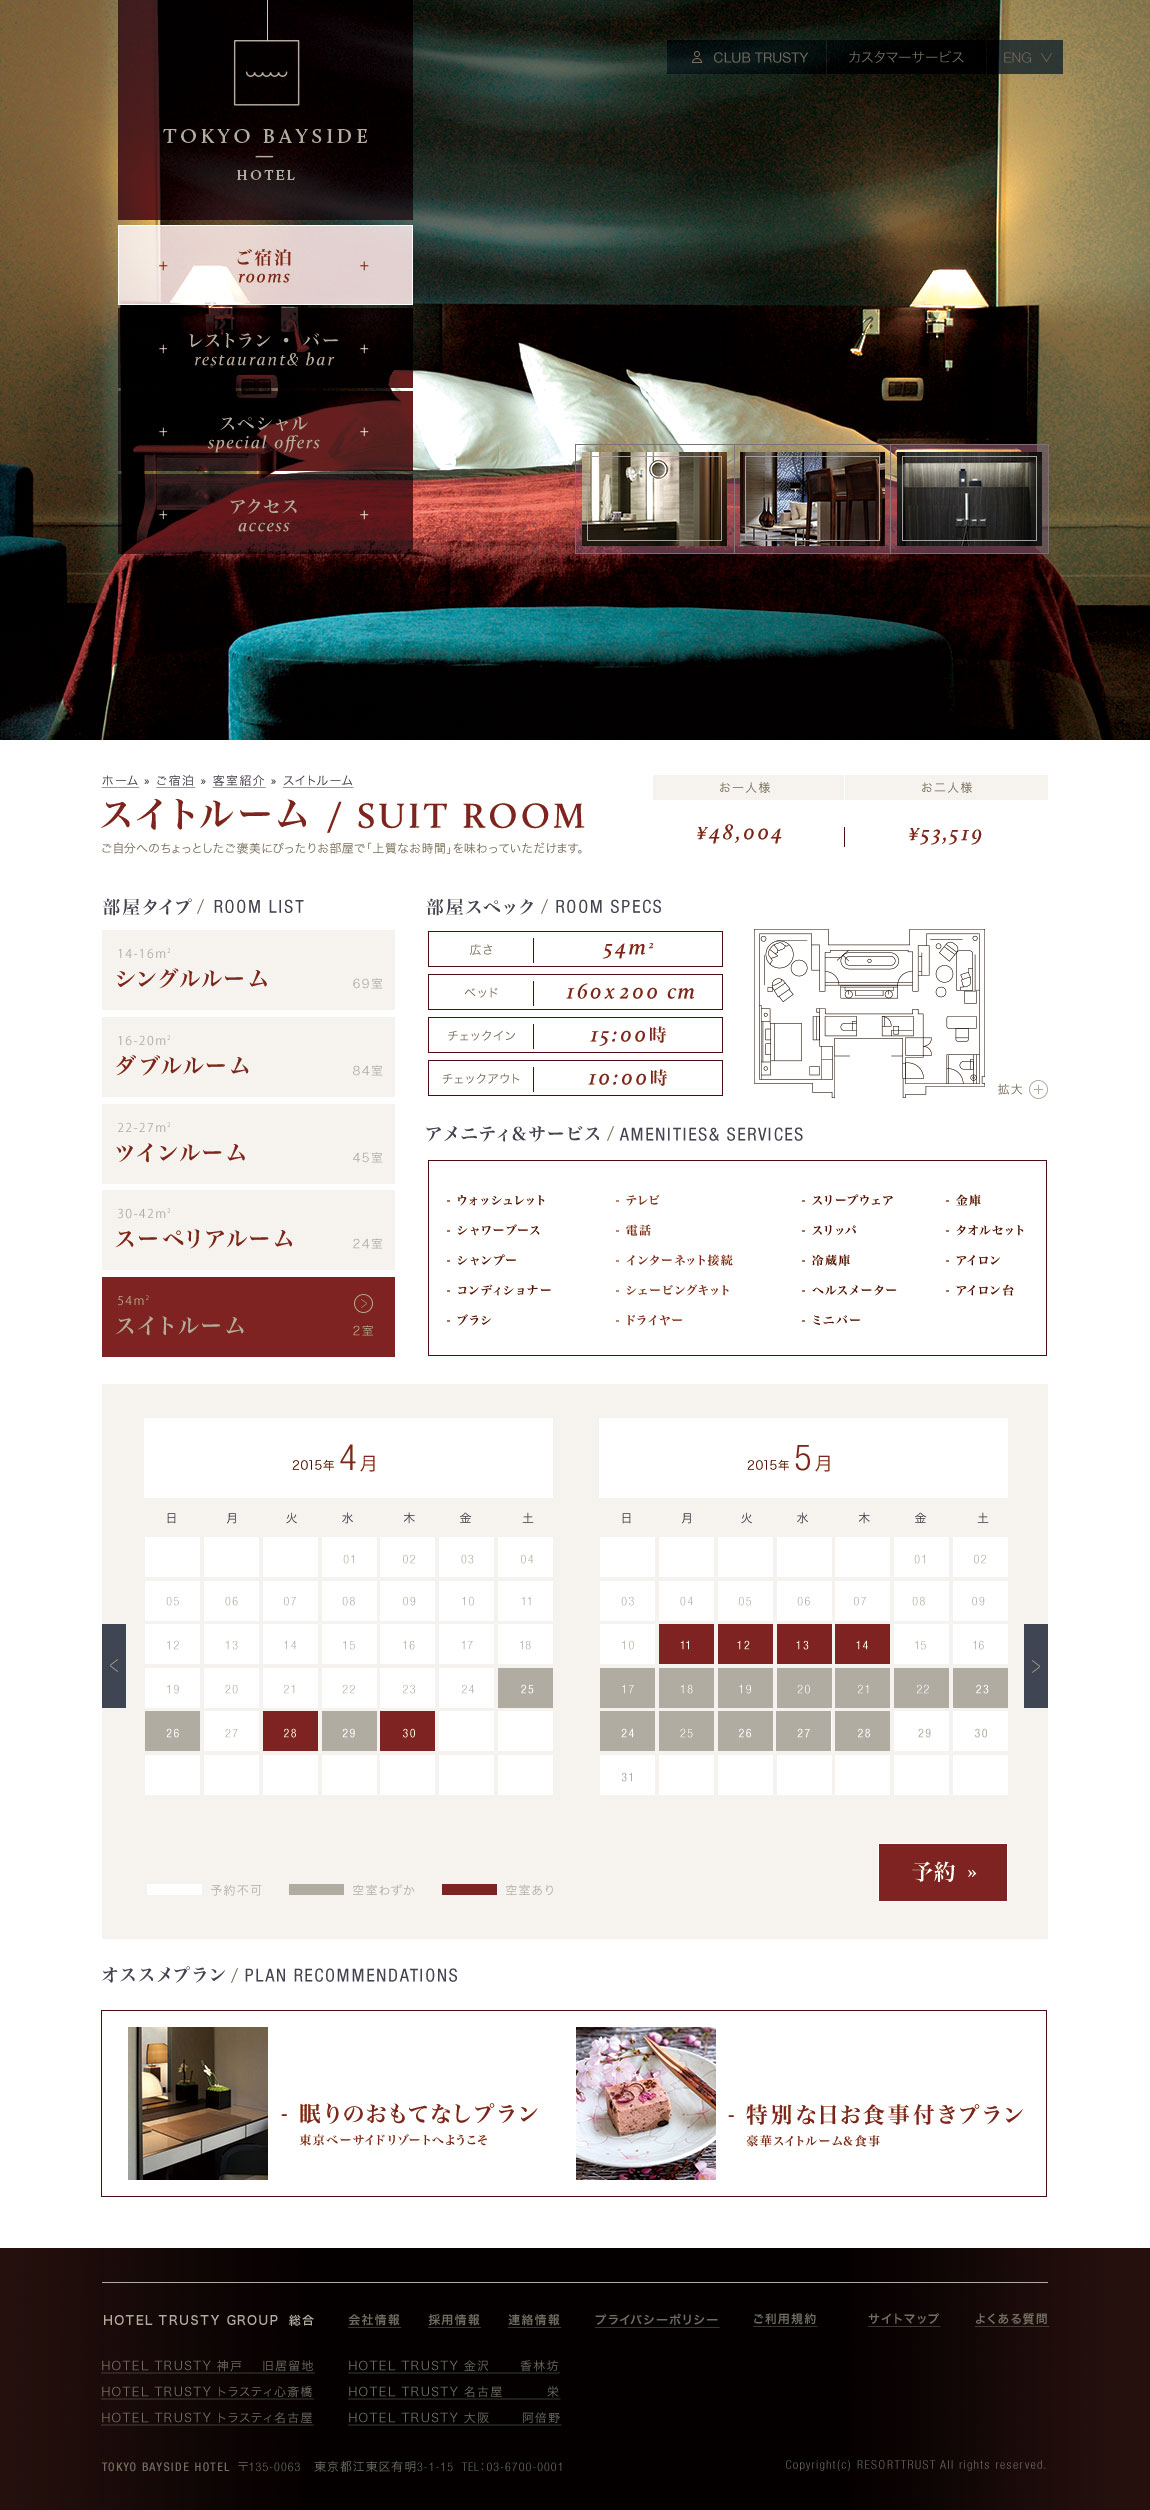 TOKYO BAYSIDE
HOTEL
CLUB TRUSTY
カスタマーサービス
ENG
ご宿泊
rooms
レストラン ・ バー
restaurant& bar
スペシャル
special offers
アクセス
access
ホーム » ご宿泊 » 客室紹介 » スイトルーム
スイトルーム / SUIT ROOM
ご自分へのちょっとしたご褒美にぴったりお部屋で「上質なお時間」を味わっていただけます。
お一人様 お二人様
¥48,004 ¥53,519
部屋タイプ / ROOM LIST
14-16m²
シングルルーム 69室
16-20m²
ダブルルーム 84室
22-27m²
ツインルーム 45室
30-42m²
スーペリアルーム 24室
54m²
スイトルーム 2室
部屋スペック / ROOM SPECS
広さ 54m²
ベッド 160x200 cm
チェックイン 15:00時
チェックアウト 10:00時
拡大
アメニティ&サービス / AMENITIES& SERVICES
- ウォッシュレット - テレビ - スリープウェア - 金庫
- シャワーブース - 電話 - スリッパ - タオルセット
- シャンプー - インターネット接続 - 冷蔵庫 - アイロン
- コンディショナー - シェービングキット - ヘルスメーター - アイロン台
- ブラシ - ドライヤー - ミニバー
2015年 4月
日 月 火 水 木 金 土
01 02 03 04
05 06 07 08 09 10 11
12 13 14 15 16 17 18
19 20 21 22 23 24 25
26 27 28 29 30
2015年 5月
日 月 火 水 木 金 土
01 02
03 04 05 06 07 08 09
10 11 12 13 14 15 16
17 18 19 20 21 22 23
24 25 26 27 28 29 30
31
予約不可 空室わずか 空室あり
予約 »
オススメプラン / PLAN RECOMMENDATIONS
- 眠りのおもてなしプラン
東京ベーサイドリゾートへようこそ
- 特別な日お食事付きプラン
豪華スイトルーム&食事
HOTEL TRUSTY GROUP 総合 会社情報 採用情報 連絡情報 プライバシーポリシー ご利用規約 サイトマップ よくある質問
HOTEL TRUSTY 神戸 旧居留地 HOTEL TRUSTY 金沢 香林坊
HOTEL TRUSTY トラスティ心斎橋 HOTEL TRUSTY 名古屋 栄
HOTEL TRUSTY トラスティ名古屋 HOTEL TRUSTY 大阪 阿倍野
TOKYO BAYSIDE HOTEL 〒135-0063 東京都江東区有明3-1-15 TEL:03-6700-0001
Copyright(c) RESORTTRUST All rights reserved.